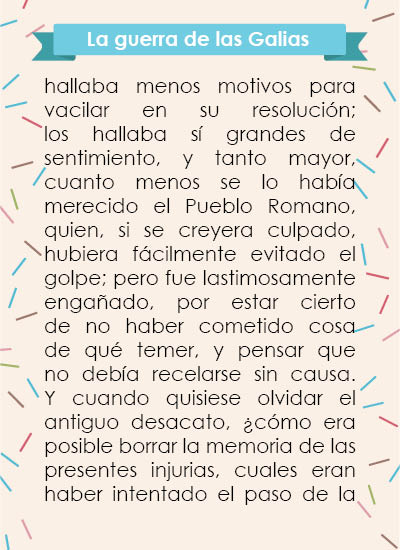 La guerra de las Galias
hallaba menos motivos para
vacilar en su resolución;
los hallaba sí grandes de
sentimiento, y tanto mayor,
cuanto menos se lo había
merecido el Pueblo Romano,
quien, si se creyera culpado,
hubiera fácilmente evitado el
golpe; pero fue lastimosamente
engañado, por estar cierto
de no haber cometido cosa
de qué temer, y pensar que
no debía recelarse sin causa.
Y cuando quisiese olvidar el
antiguo desacato, ¿cómo era
posible borrar la memoria de las
presentes injurias, cuales eran
haber intentado el paso de la